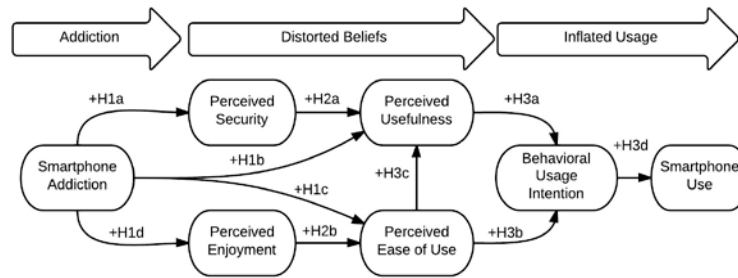 Addiction
Distorted Beliefs
Inflated Usage
+H1a
Perceived
Security
+H2a
Perceived
Usefulness
+H3a
Smartphone
Addiction
+H1b
+H1c
+H3c
Behavioral
Usage
Intention
+H3d
Smartphone
Use
+H1d
Perceived
Enjoyment
+H2b
Perceived
Ease of Use
+H3b